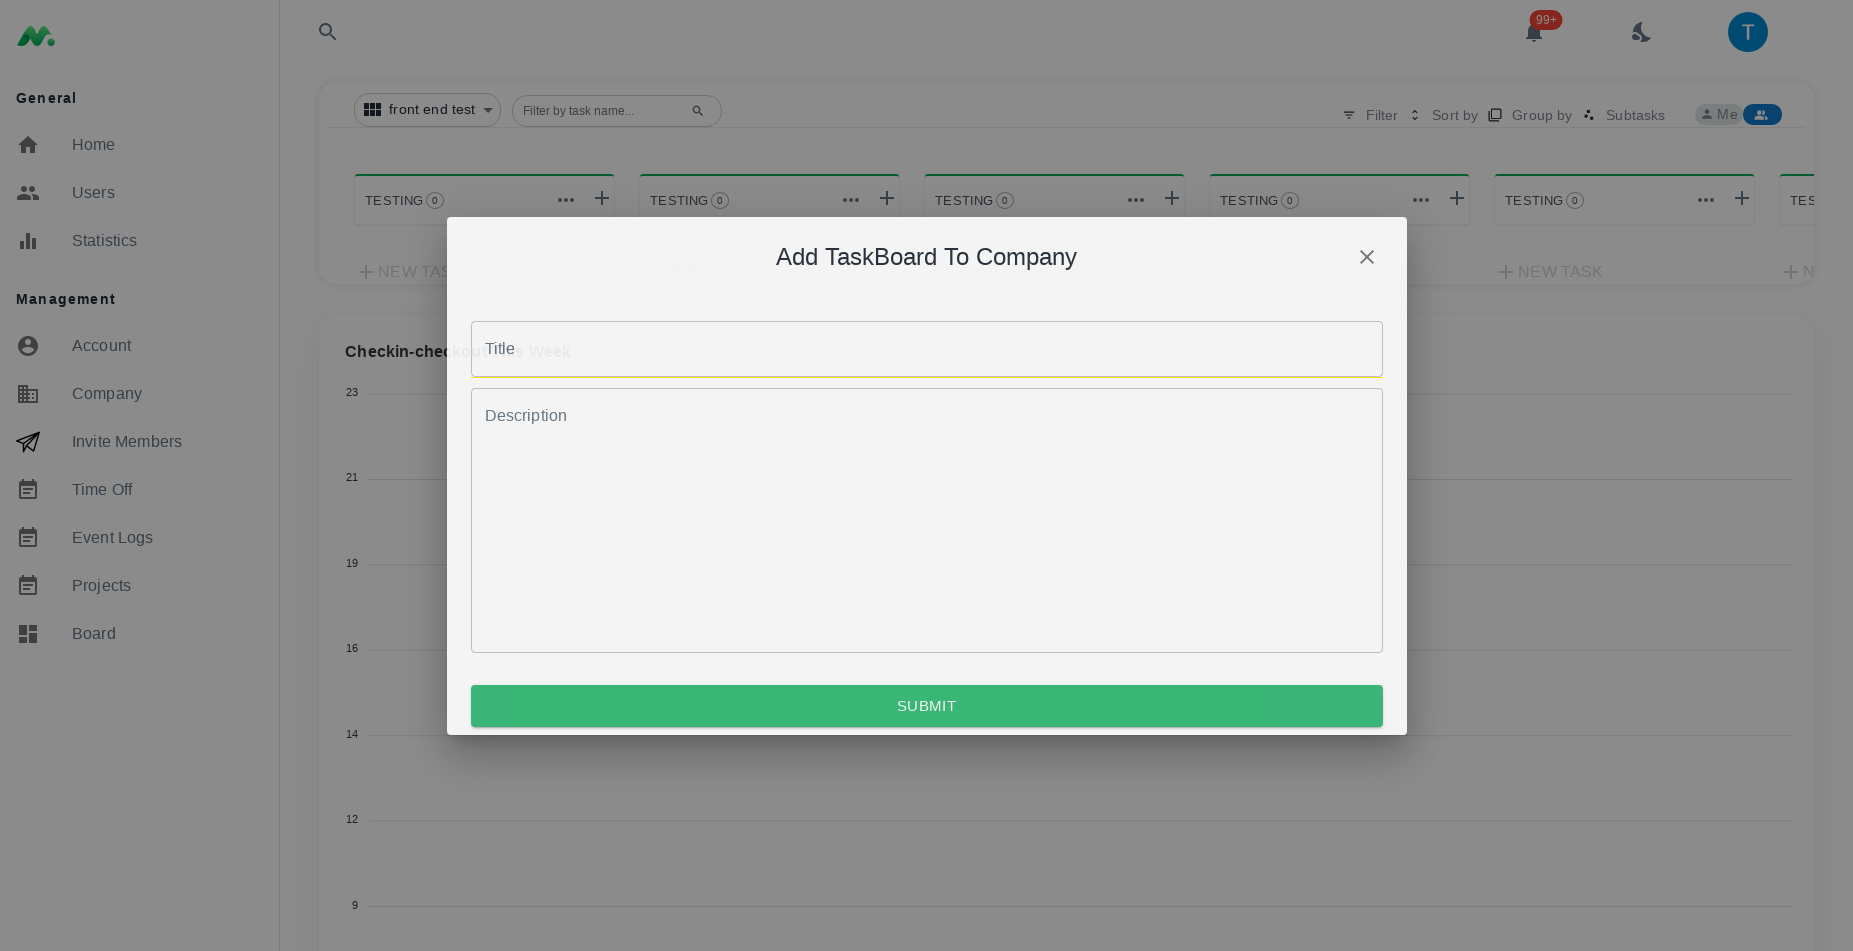 99+
T
General
Home
Users
Statistics
Management
Account
Company
Invite Members
Time Off
Event Logs
Projects
Board
front end test
Filter by task name...
Filter
Sort by
Group by
Subtasks
Me
TESTING 0
TESTING 0
TESTING 0
TESTING 0
TESTING 0
TES
NEW TAS
NEW TASK
N
Add TaskBoard To Company
Title
Description
SUBMIT
Checkin-checkout This Week
23
21
19
16
14
12
9